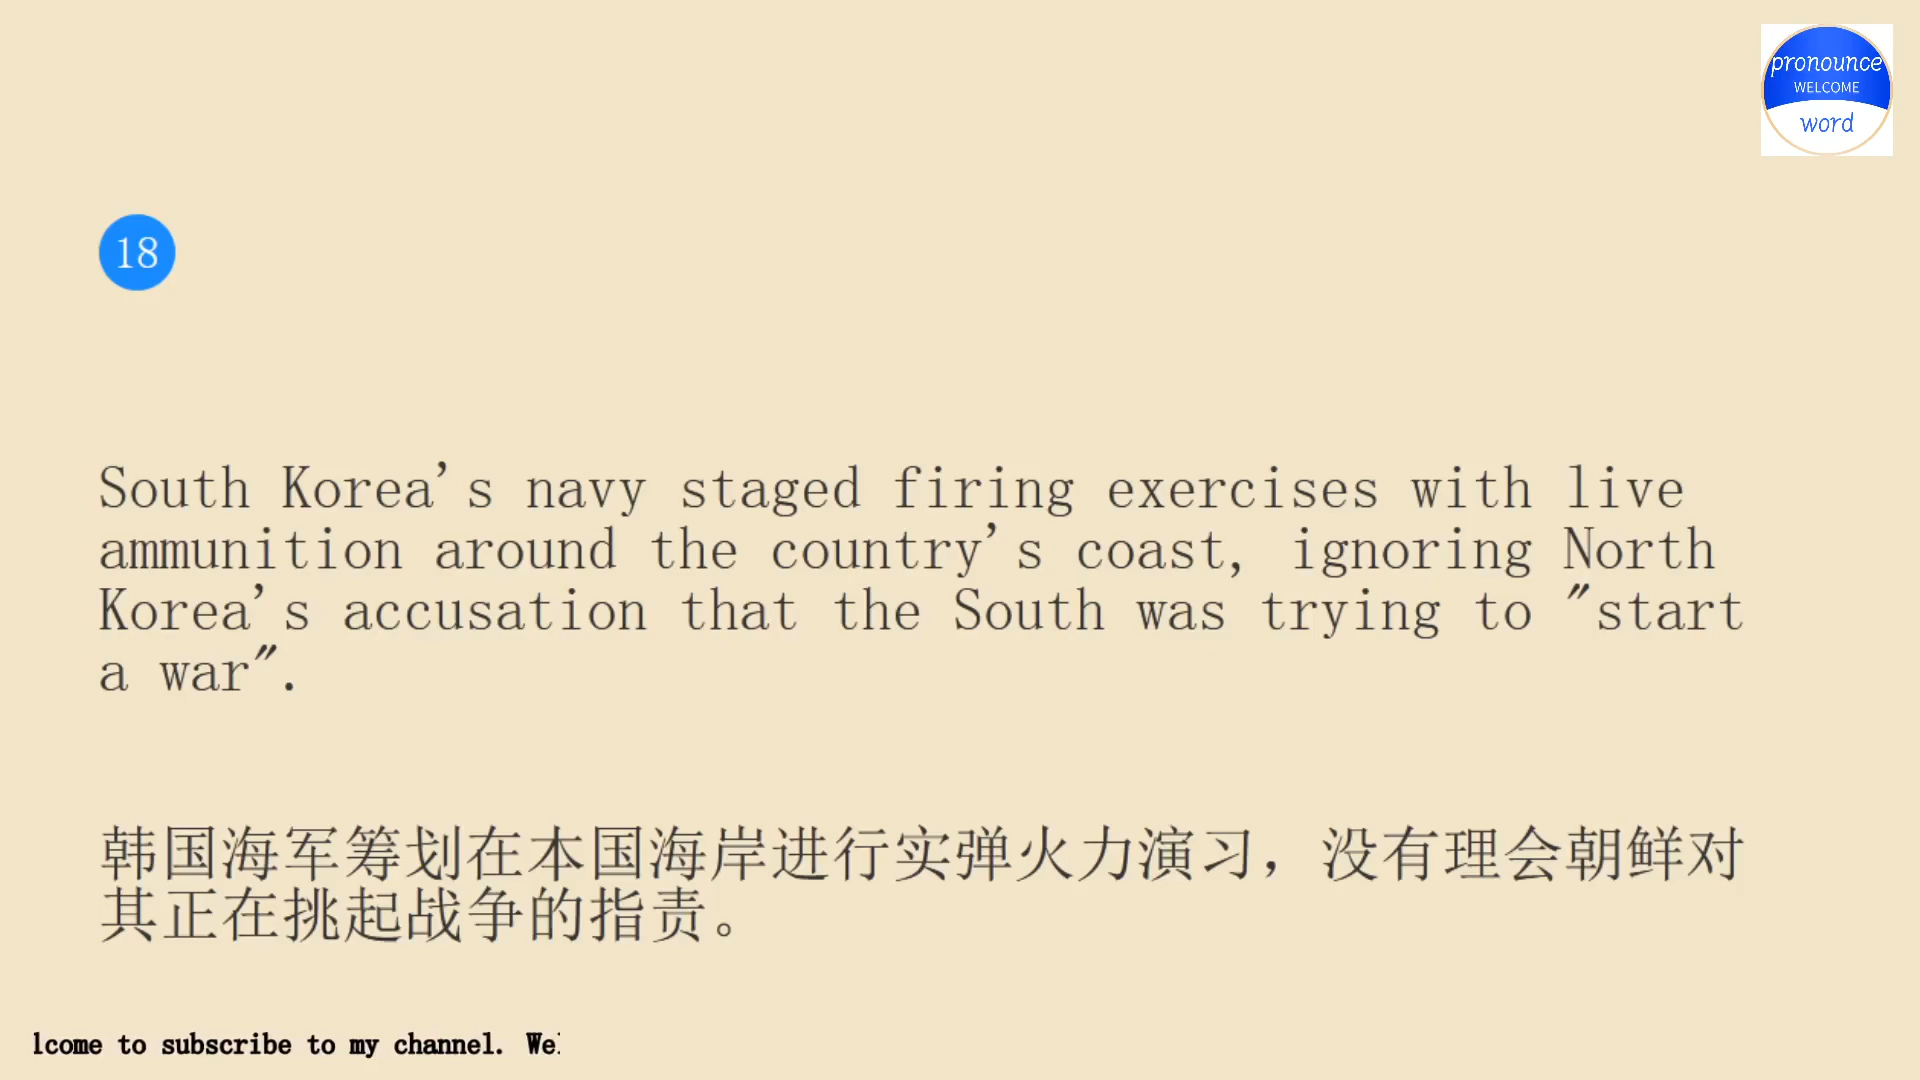 pronounce
WELCOME
word
18
South Korea's navy staged firing exercises with live
ammunition around the country's coast, ignoring North
Korea's accusation that the South was trying to "start
a war".
韩国海军筹划在本国海岸进行实弹火力演习，没有理会朝鲜对
其正在挑起战争的指责。
lcome to subscribe to my channel. We